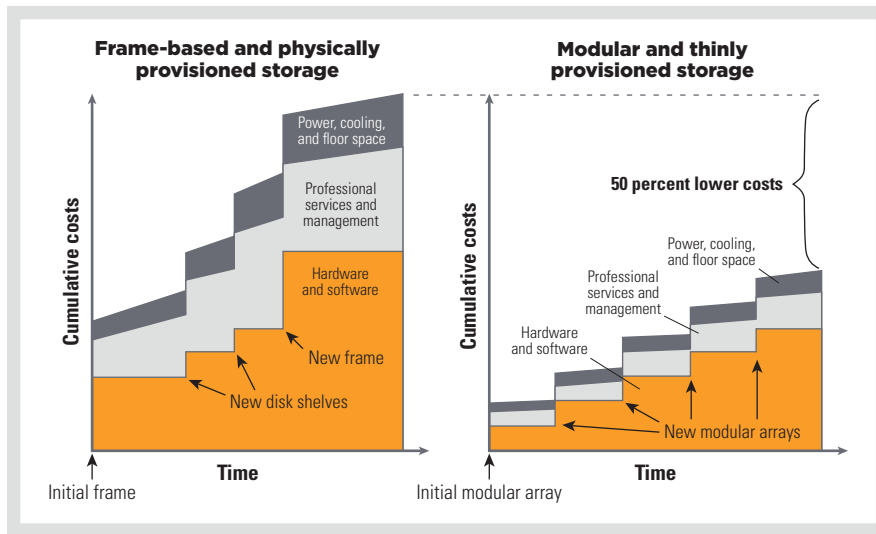 Frame-based and physically
provisioned storage
Cumulative costs
Power, cooling,
and floor space
Professional
services and
management
Hardware
and software
New frame
New disk shelves
Time
Initial frame
Modular and thinly
provisioned storage
Cumulative costs
50 percent lower costs
Power, cooling,
and floor space
Professional
services and
management
Hardware
and software
New modular arrays
Time
Initial modular array